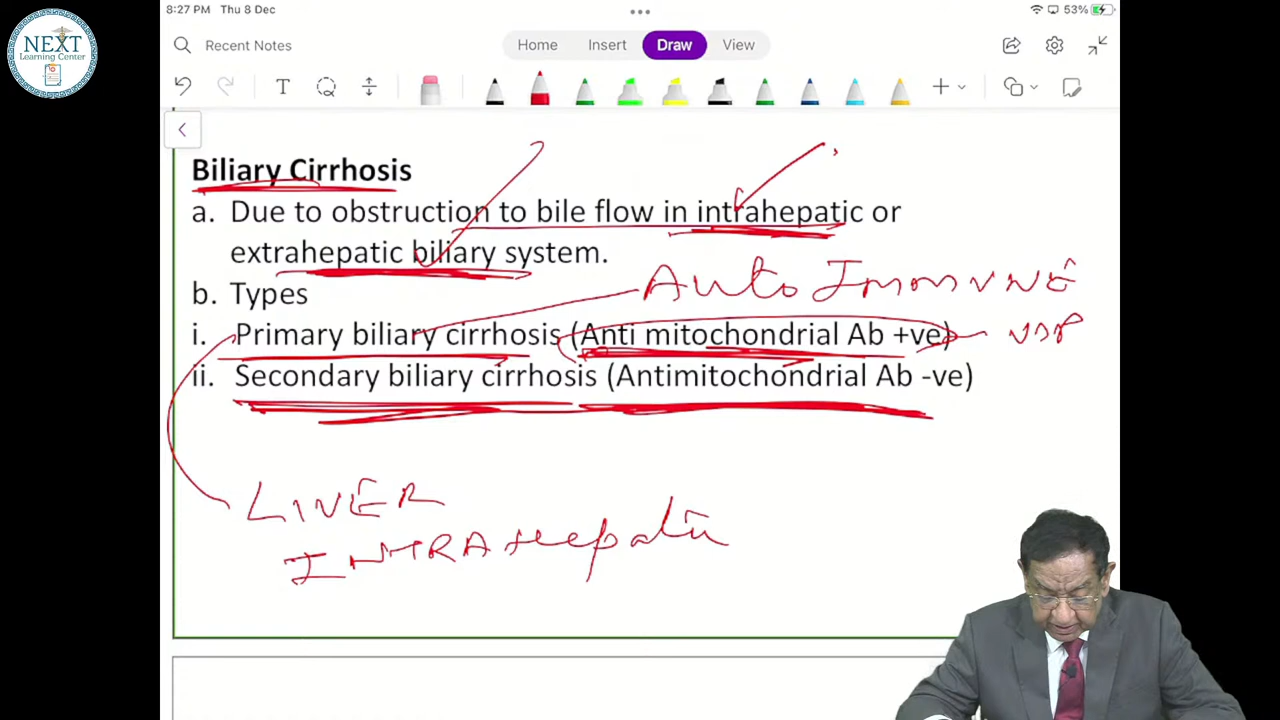 8:27 PM Thu 8 Dec
53%
NEXT
Learning Center
Recent Notes
Home Insert Draw View
Biliary Cirrhosis
a. Due to obstruction to bile flow in intrahepatic or
extrahepatic biliary system.
Auto ImmuNE
b. Types
i. Primary biliary cirrhosis (Anti mitochondrial Ab +ve)
ii. Secondary biliary cirrhosis (Antimitochondrial Ab -ve)
LIVER
INTRAHepatic